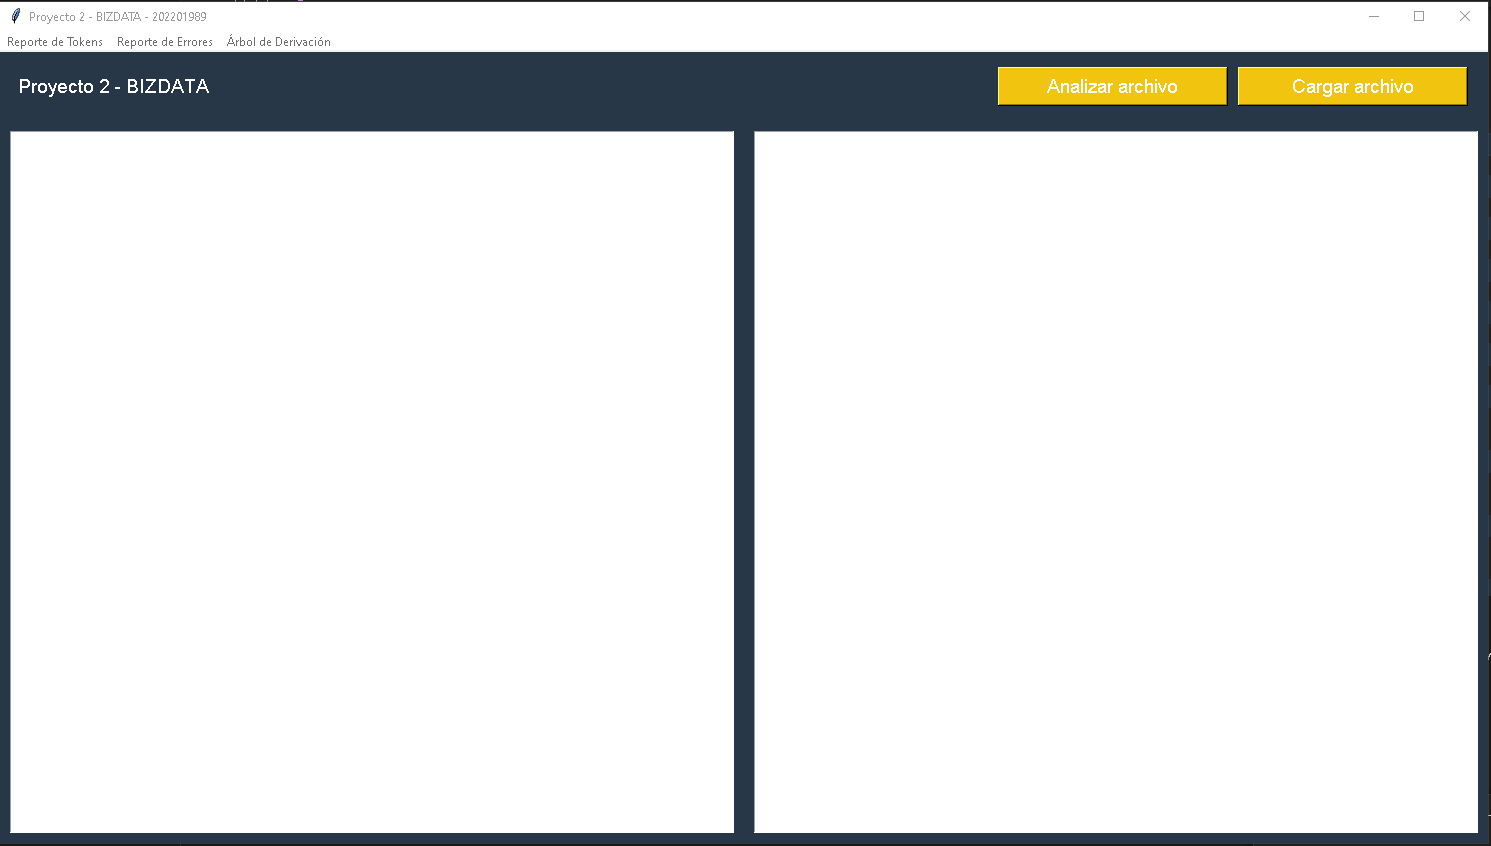 Proyecto 2 - BIZDATA - 202201989
Reporte de Tokens Reporte de Errores Árbol de Derivación
Proyecto 2 - BIZDATA Analizar archivo Cargar archivo